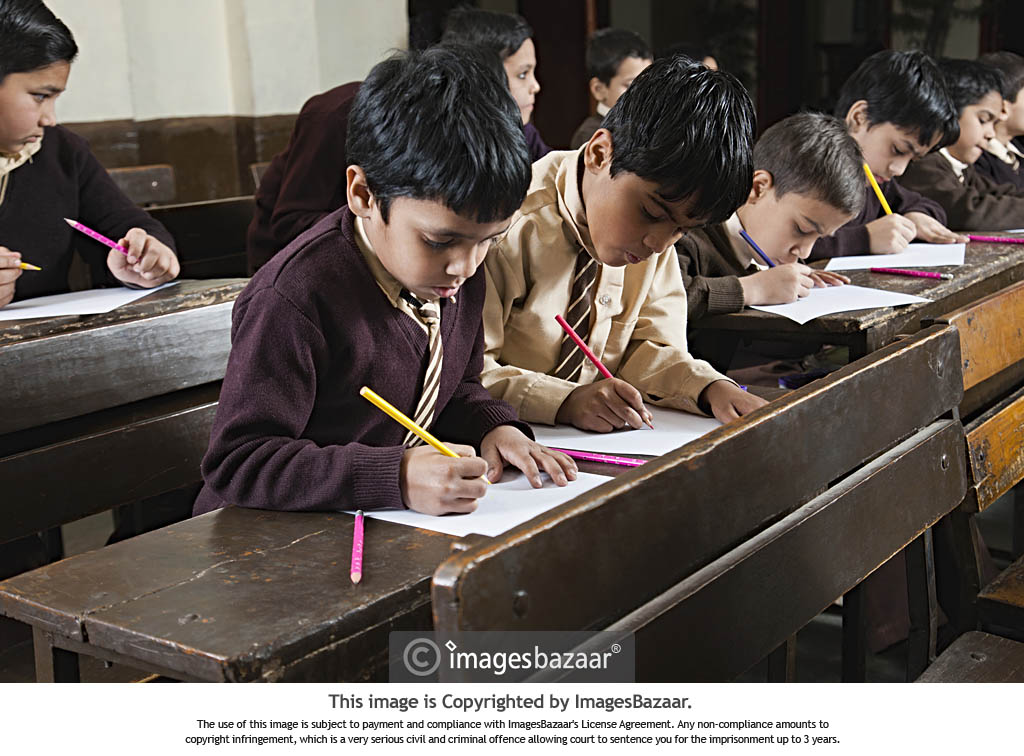 © imagesbazaar®
This image is Copyrighted by ImagesBazaar.
The use of this image is subject to payment and compliance with ImagesBazaar's License Agreement. Any non-compliance amounts to
copyright infringement, which is a very serious civil and criminal offence allowing court to sentence you for the imprisonment up to 3 years.